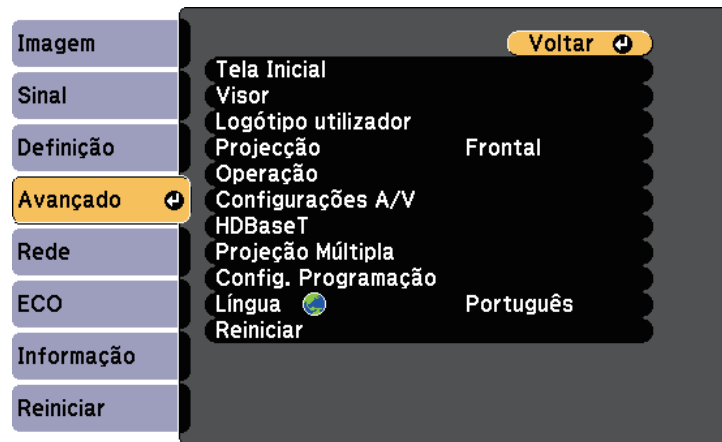 Imagem
Sinal
Definição
Avançado
Rede
ECO
Informação
Reiniciar
Voltar
Tela Inicial
Visor
Logótipo utilizador
Projecção Frontal
Operação
Configurações A/V
HDBaseT
Projeção Múltipla
Config. Programação
Língua Português
Reiniciar